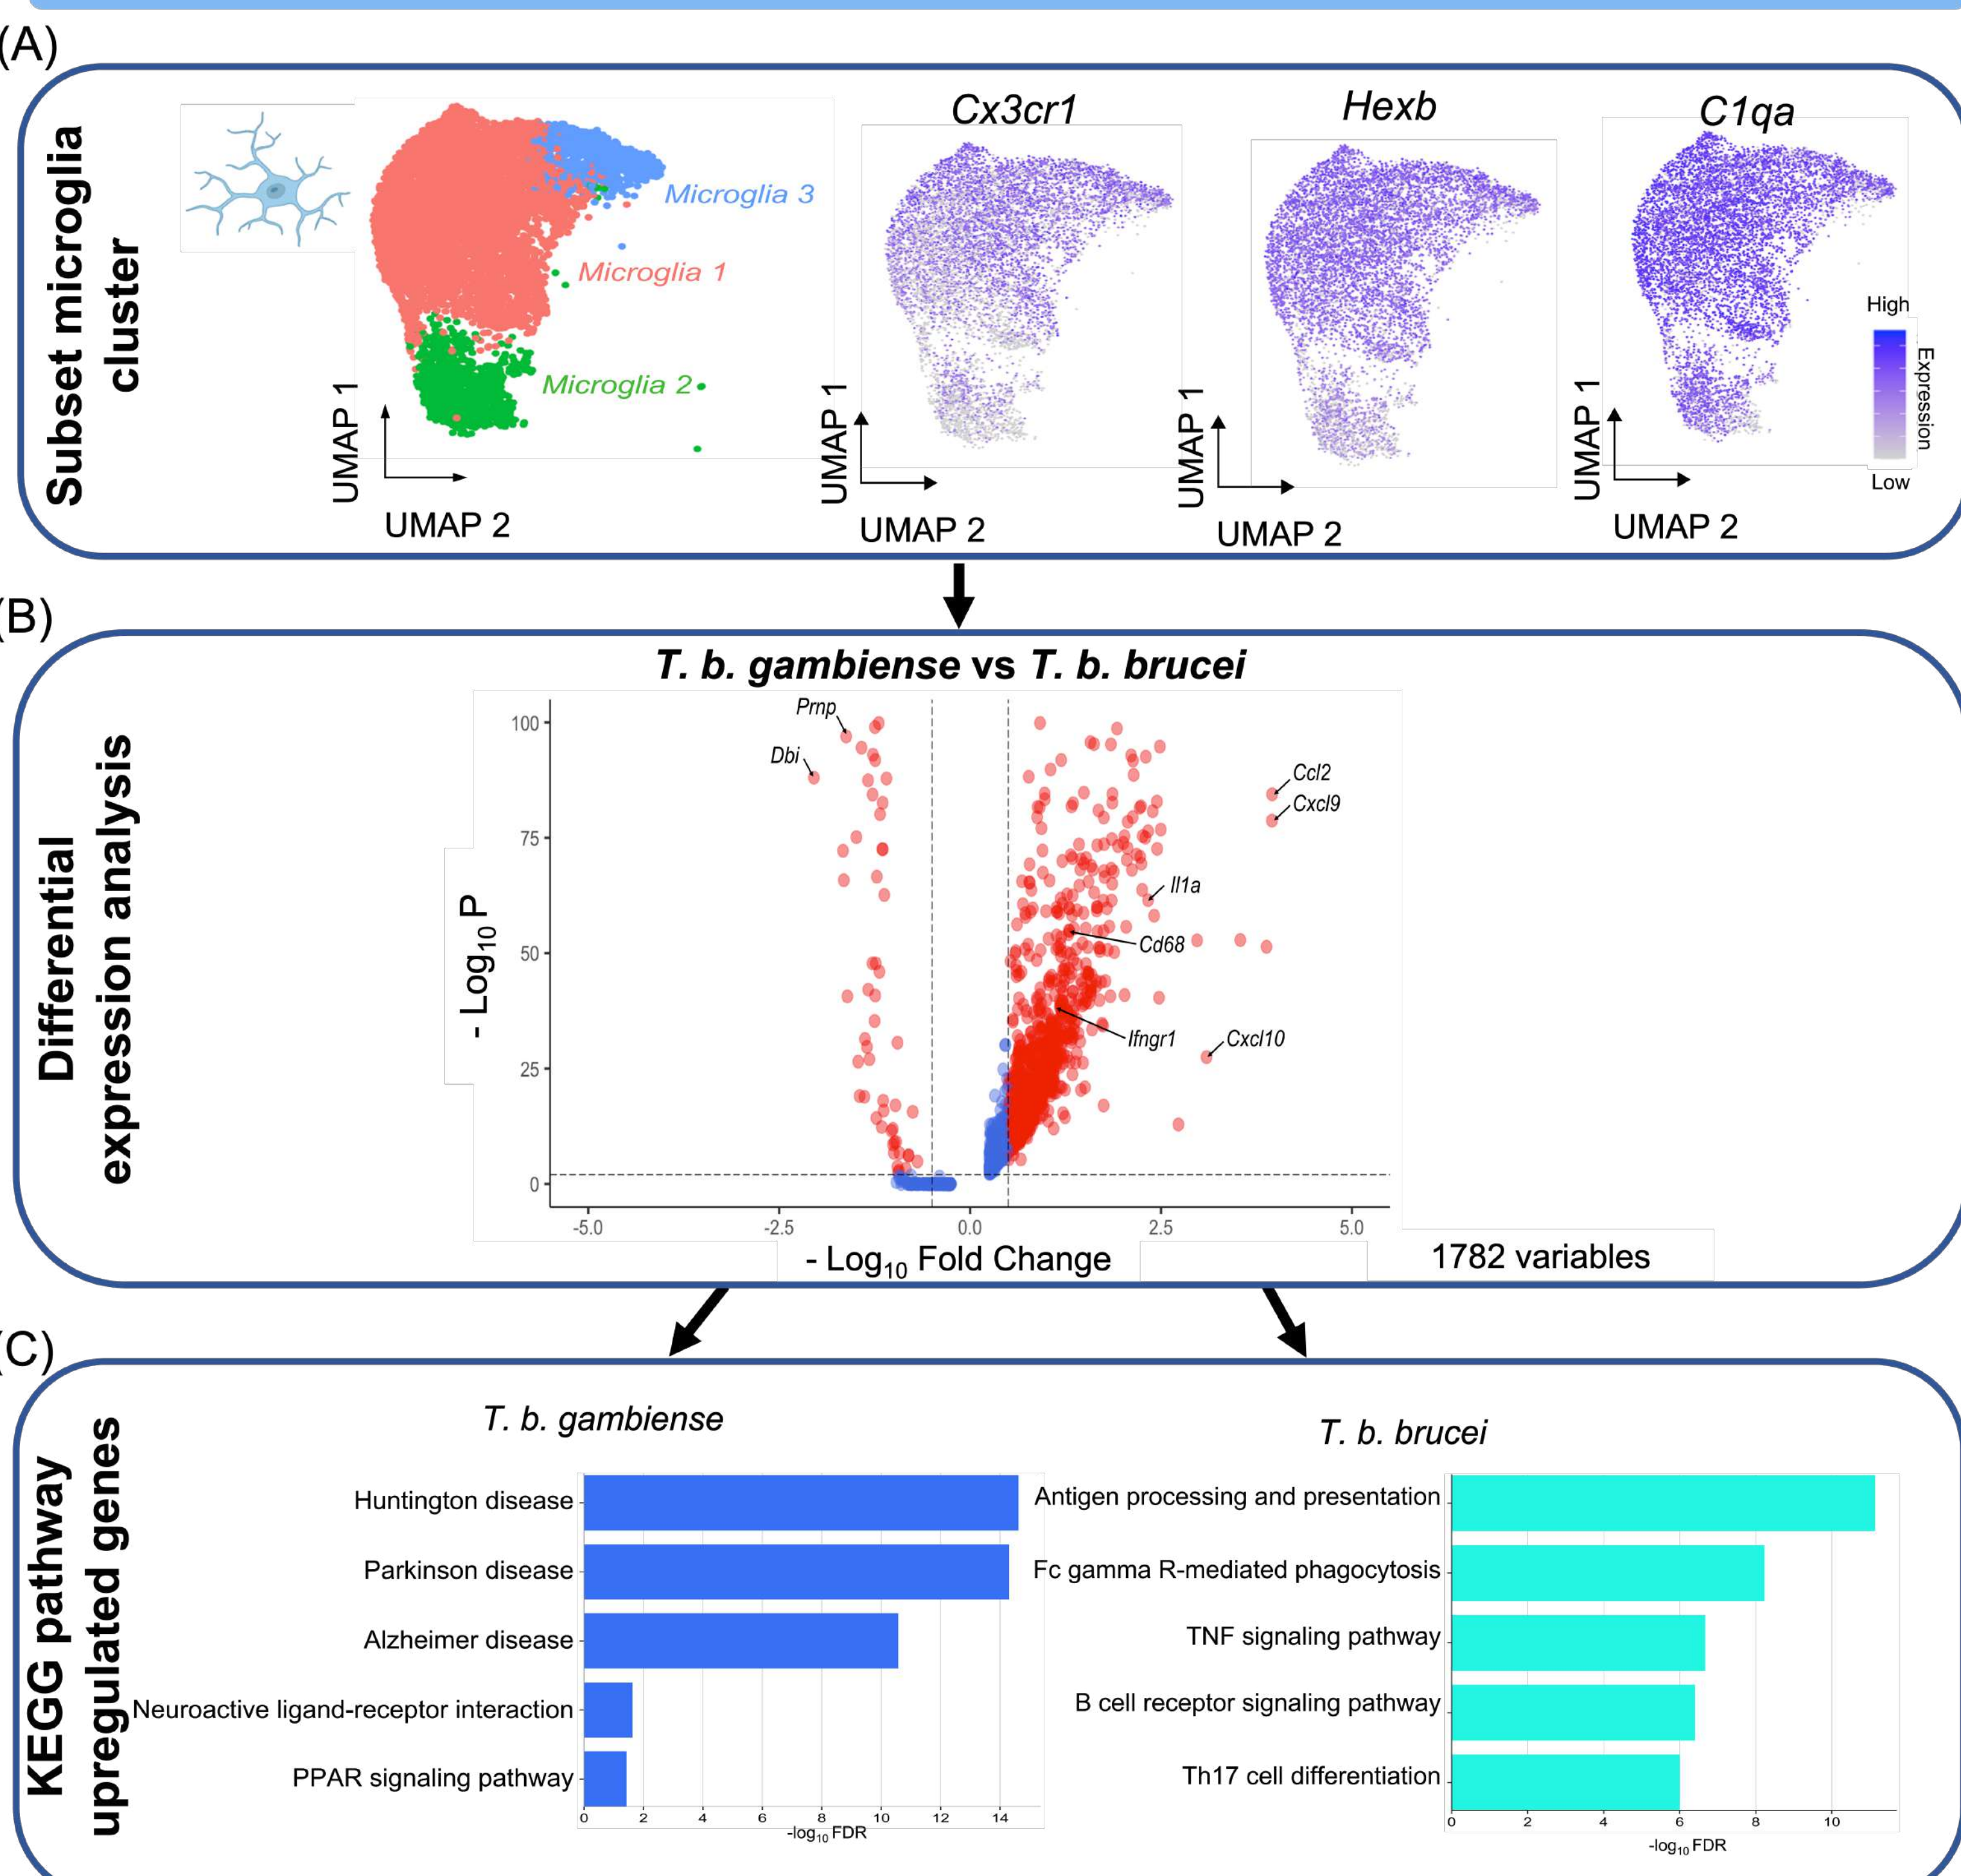 (A)
Subset microglia
cluster
Microglia 3
Microglia 1
Microglia 2
UMAP 1
UMAP 2
Cx3cr1
UMAP 1
UMAP 2
Hexb
UMAP 1
UMAP 2
C1qa
UMAP 1
UMAP 2
High
Expression
Low
(B)
Differential
expression analysis
T. b. gambiense vs T. b. brucei
- Log10 P
100
75
50
25
0
Prnp
Dbi
Ccl2
Cxcl9
Il1a
Cd68
Ifngr1
Cxcl10
-5.0 -2.5 0.0 2.5 5.0
- Log10 Fold Change
1782 variables
(C)
KEGG pathway
upregulated genes
T. b. gambiense
Huntington disease
Parkinson disease
Alzheimer disease
Neuroactive ligand-receptor interaction
PPAR signaling pathway
0 2 4 6 8 10 12 14
-log10 FDR
T. b. brucei
Antigen processing and presentation
Fc gamma R-mediated phagocytosis
TNF signaling pathway
B cell receptor signaling pathway
Th17 cell differentiation
0 2 4 6 8 10
-log10 FDR